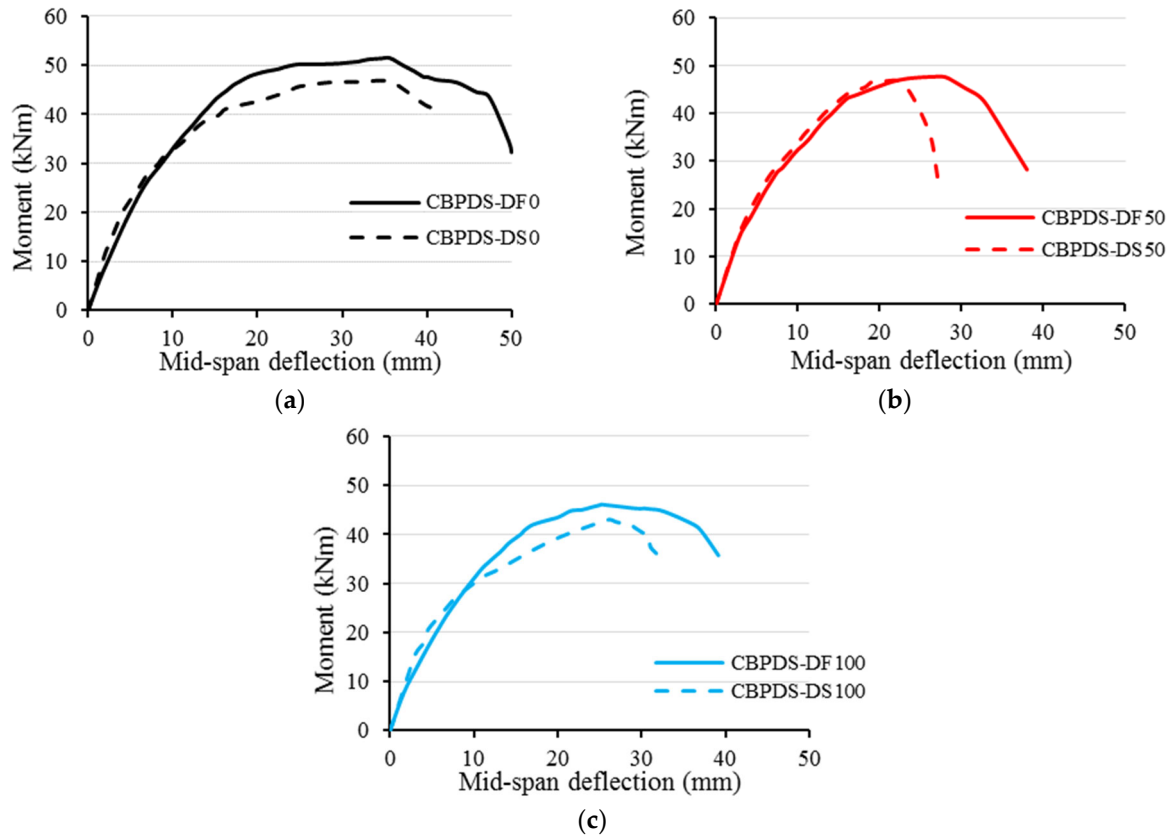 60
50
40
30
20
10
0
Moment (kNm)
CBPDS-DF0
CBPDS-DS0
0 10 20 30 40 50
Mid-span deflection (mm)
(a)
60
50
40
30
20
10
0
Moment (kNm)
CBPDS-DF50
CBPDS-DS50
0 10 20 30 40 50
Mid-span deflection (mm)
(b)
60
50
40
30
20
10
0
Moment (kNm)
CBPDS-DF100
CBPDS-DS100
0 10 20 30 40 50
Mid-span deflection (mm)
(c)